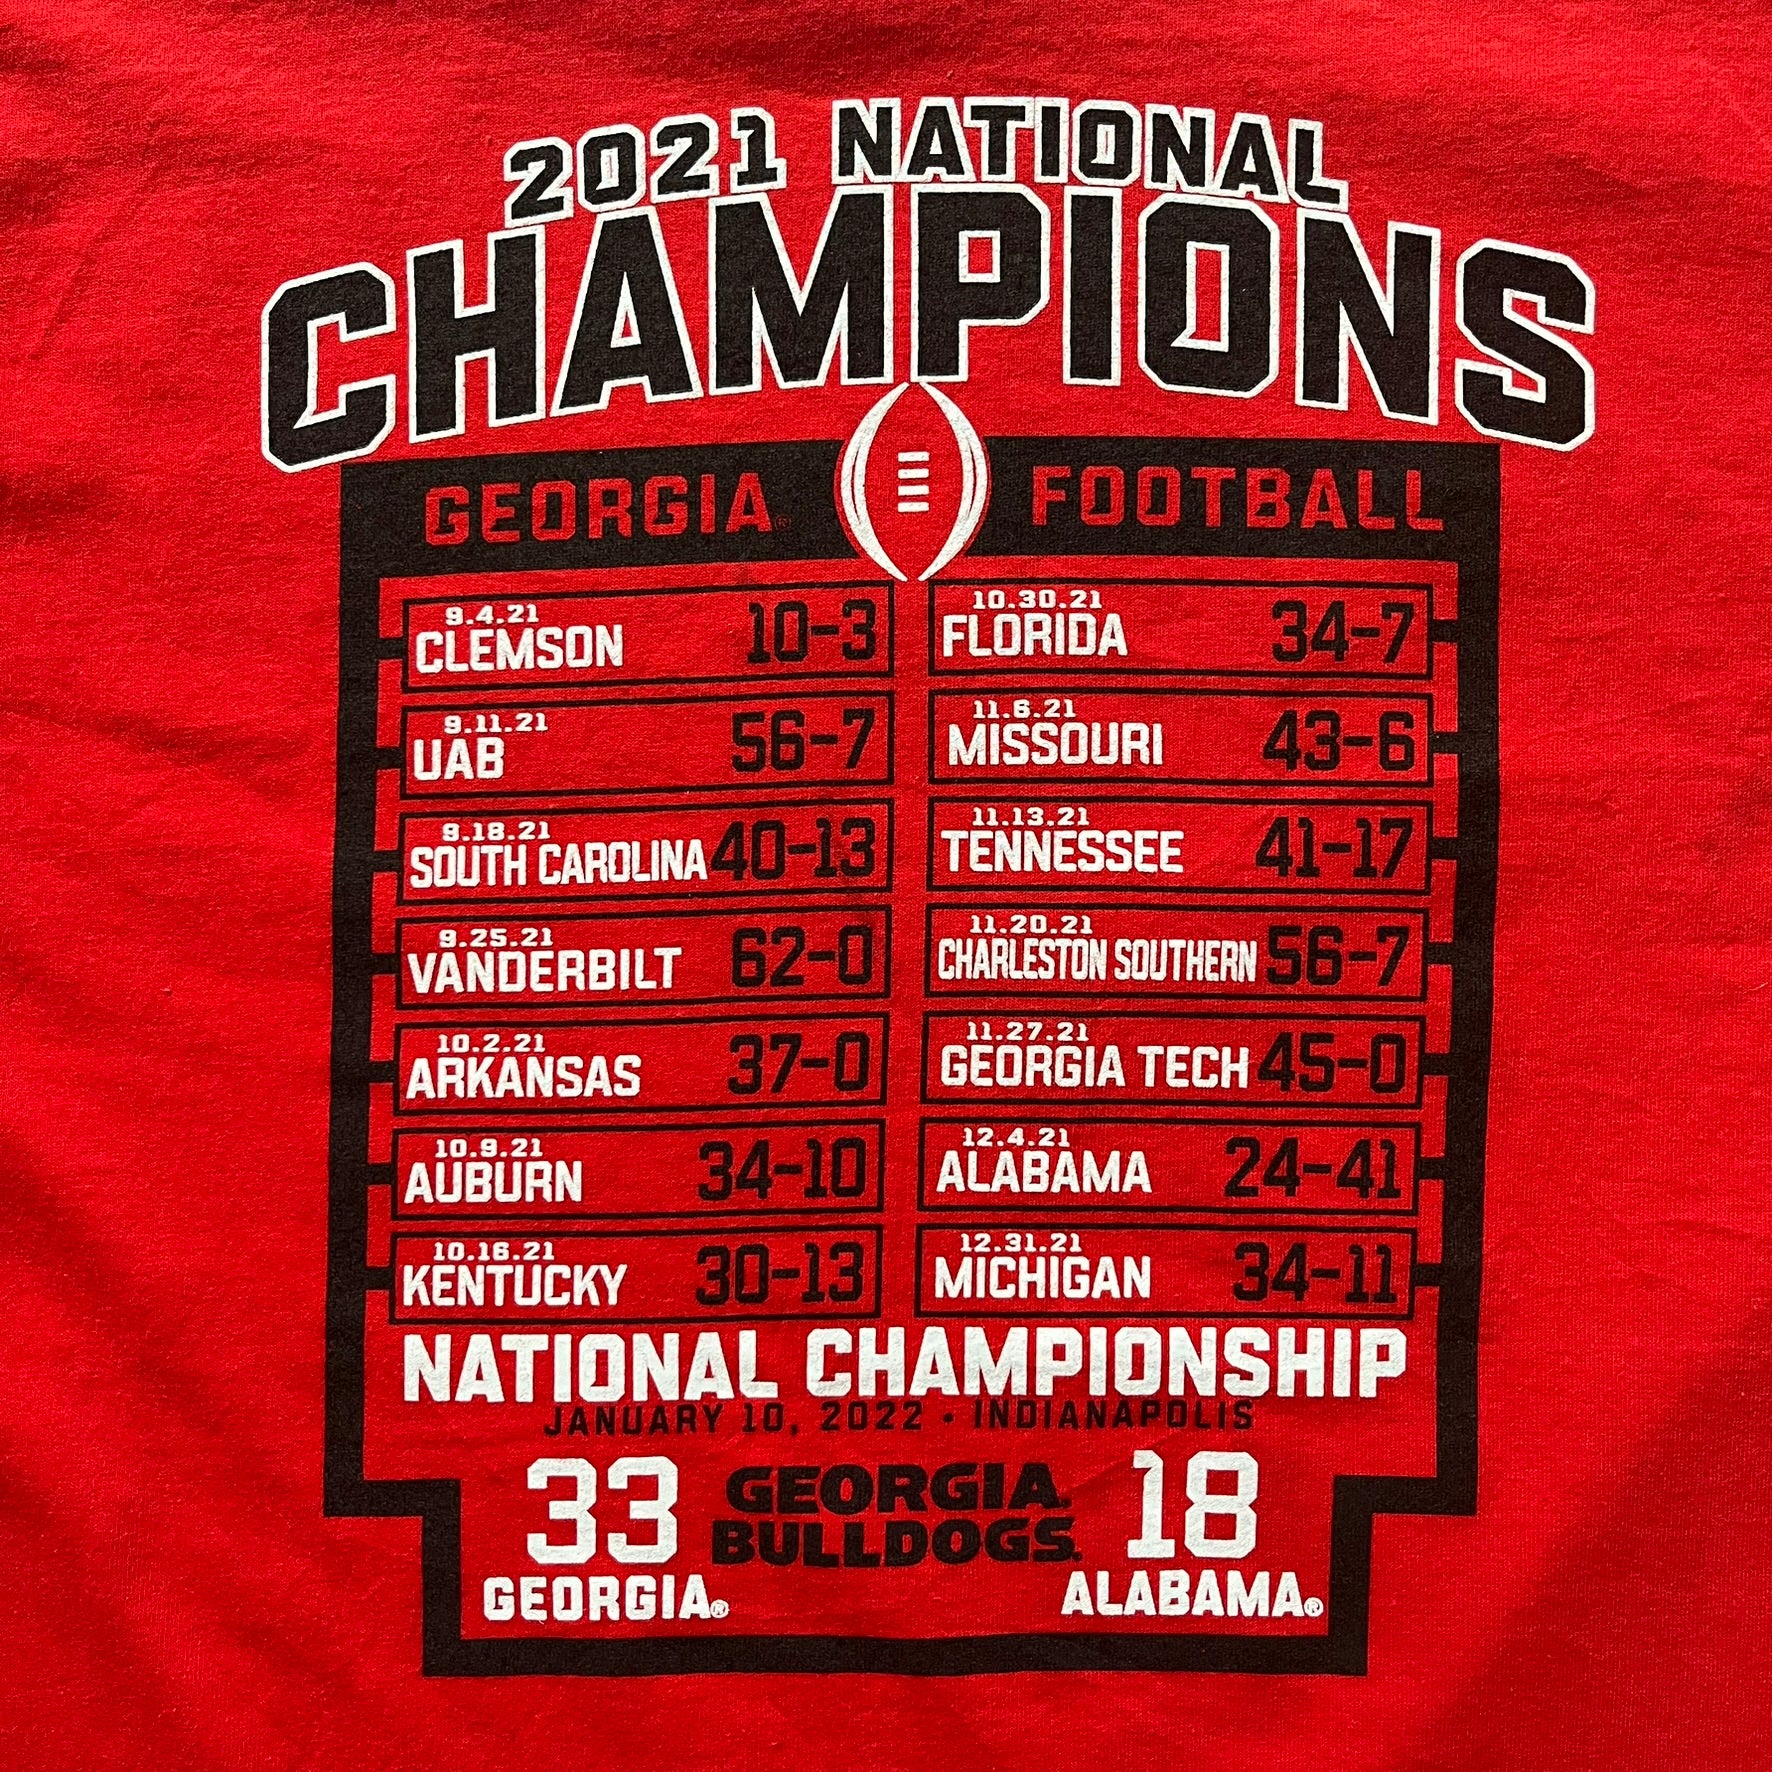 2021 NATIONAL
CHAMPIONS
GEORGIA® FOOTBALL
9.4.21
CLEMSON 10-3
9.11.21
UAB 56-7
9.18.21
SOUTH CAROLINA 40-13
9.25.21
VANDERBILT 62-0
10.2.21
ARKANSAS 37-0
10.9.21
AUBURN 34-10
10.16.21
KENTUCKY 30-13
10.30.21
FLORIDA 34-7
11.6.21
MISSOURI 43-6
11.13.21
TENNESSEE 41-17
11.20.21
CHARLESTON SOUTHERN 56-7
11.27.21
GEORGIA TECH 45-0
12.4.21
ALABAMA 24-41
12.31.21
MICHIGAN 34-11
NATIONAL CHAMPIONSHIP
JANUARY 10, 2022 • INDIANAPOLIS
33
GEORGIA®
GEORGIA
BULLDOGS
18
ALABAMA®